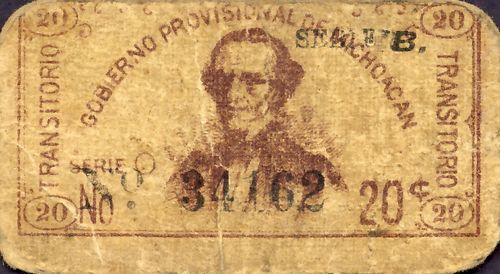 20 20
GOBIERNO PROVISIONAL DE MICHOACAN
TRANSITORIO
TRANSITORIO
B.
SERIE
No 34162 20¢
20 20